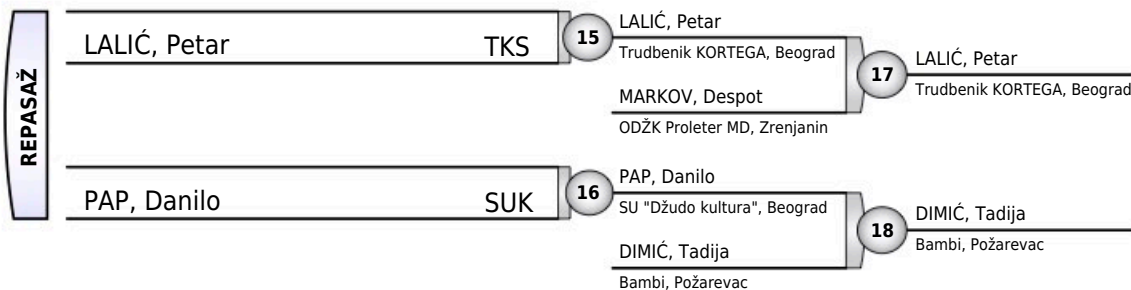 REPASAŽ
LALIĆ, Petar TKS
15
LALIĆ, Petar
Trudbenik KORTEGA, Beograd
MARKOV, Despot
ODŽK Proleter MD, Zrenjanin
17
LALIĆ, Petar
Trudbenik KORTEGA, Beograd
PAP, Danilo SUK
16
PAP, Danilo
SU "Džudo kultura", Beograd
DIMIĆ, Tadija
Bambi, Požarevac
18
DIMIĆ, Tadija
Bambi, Požarevac